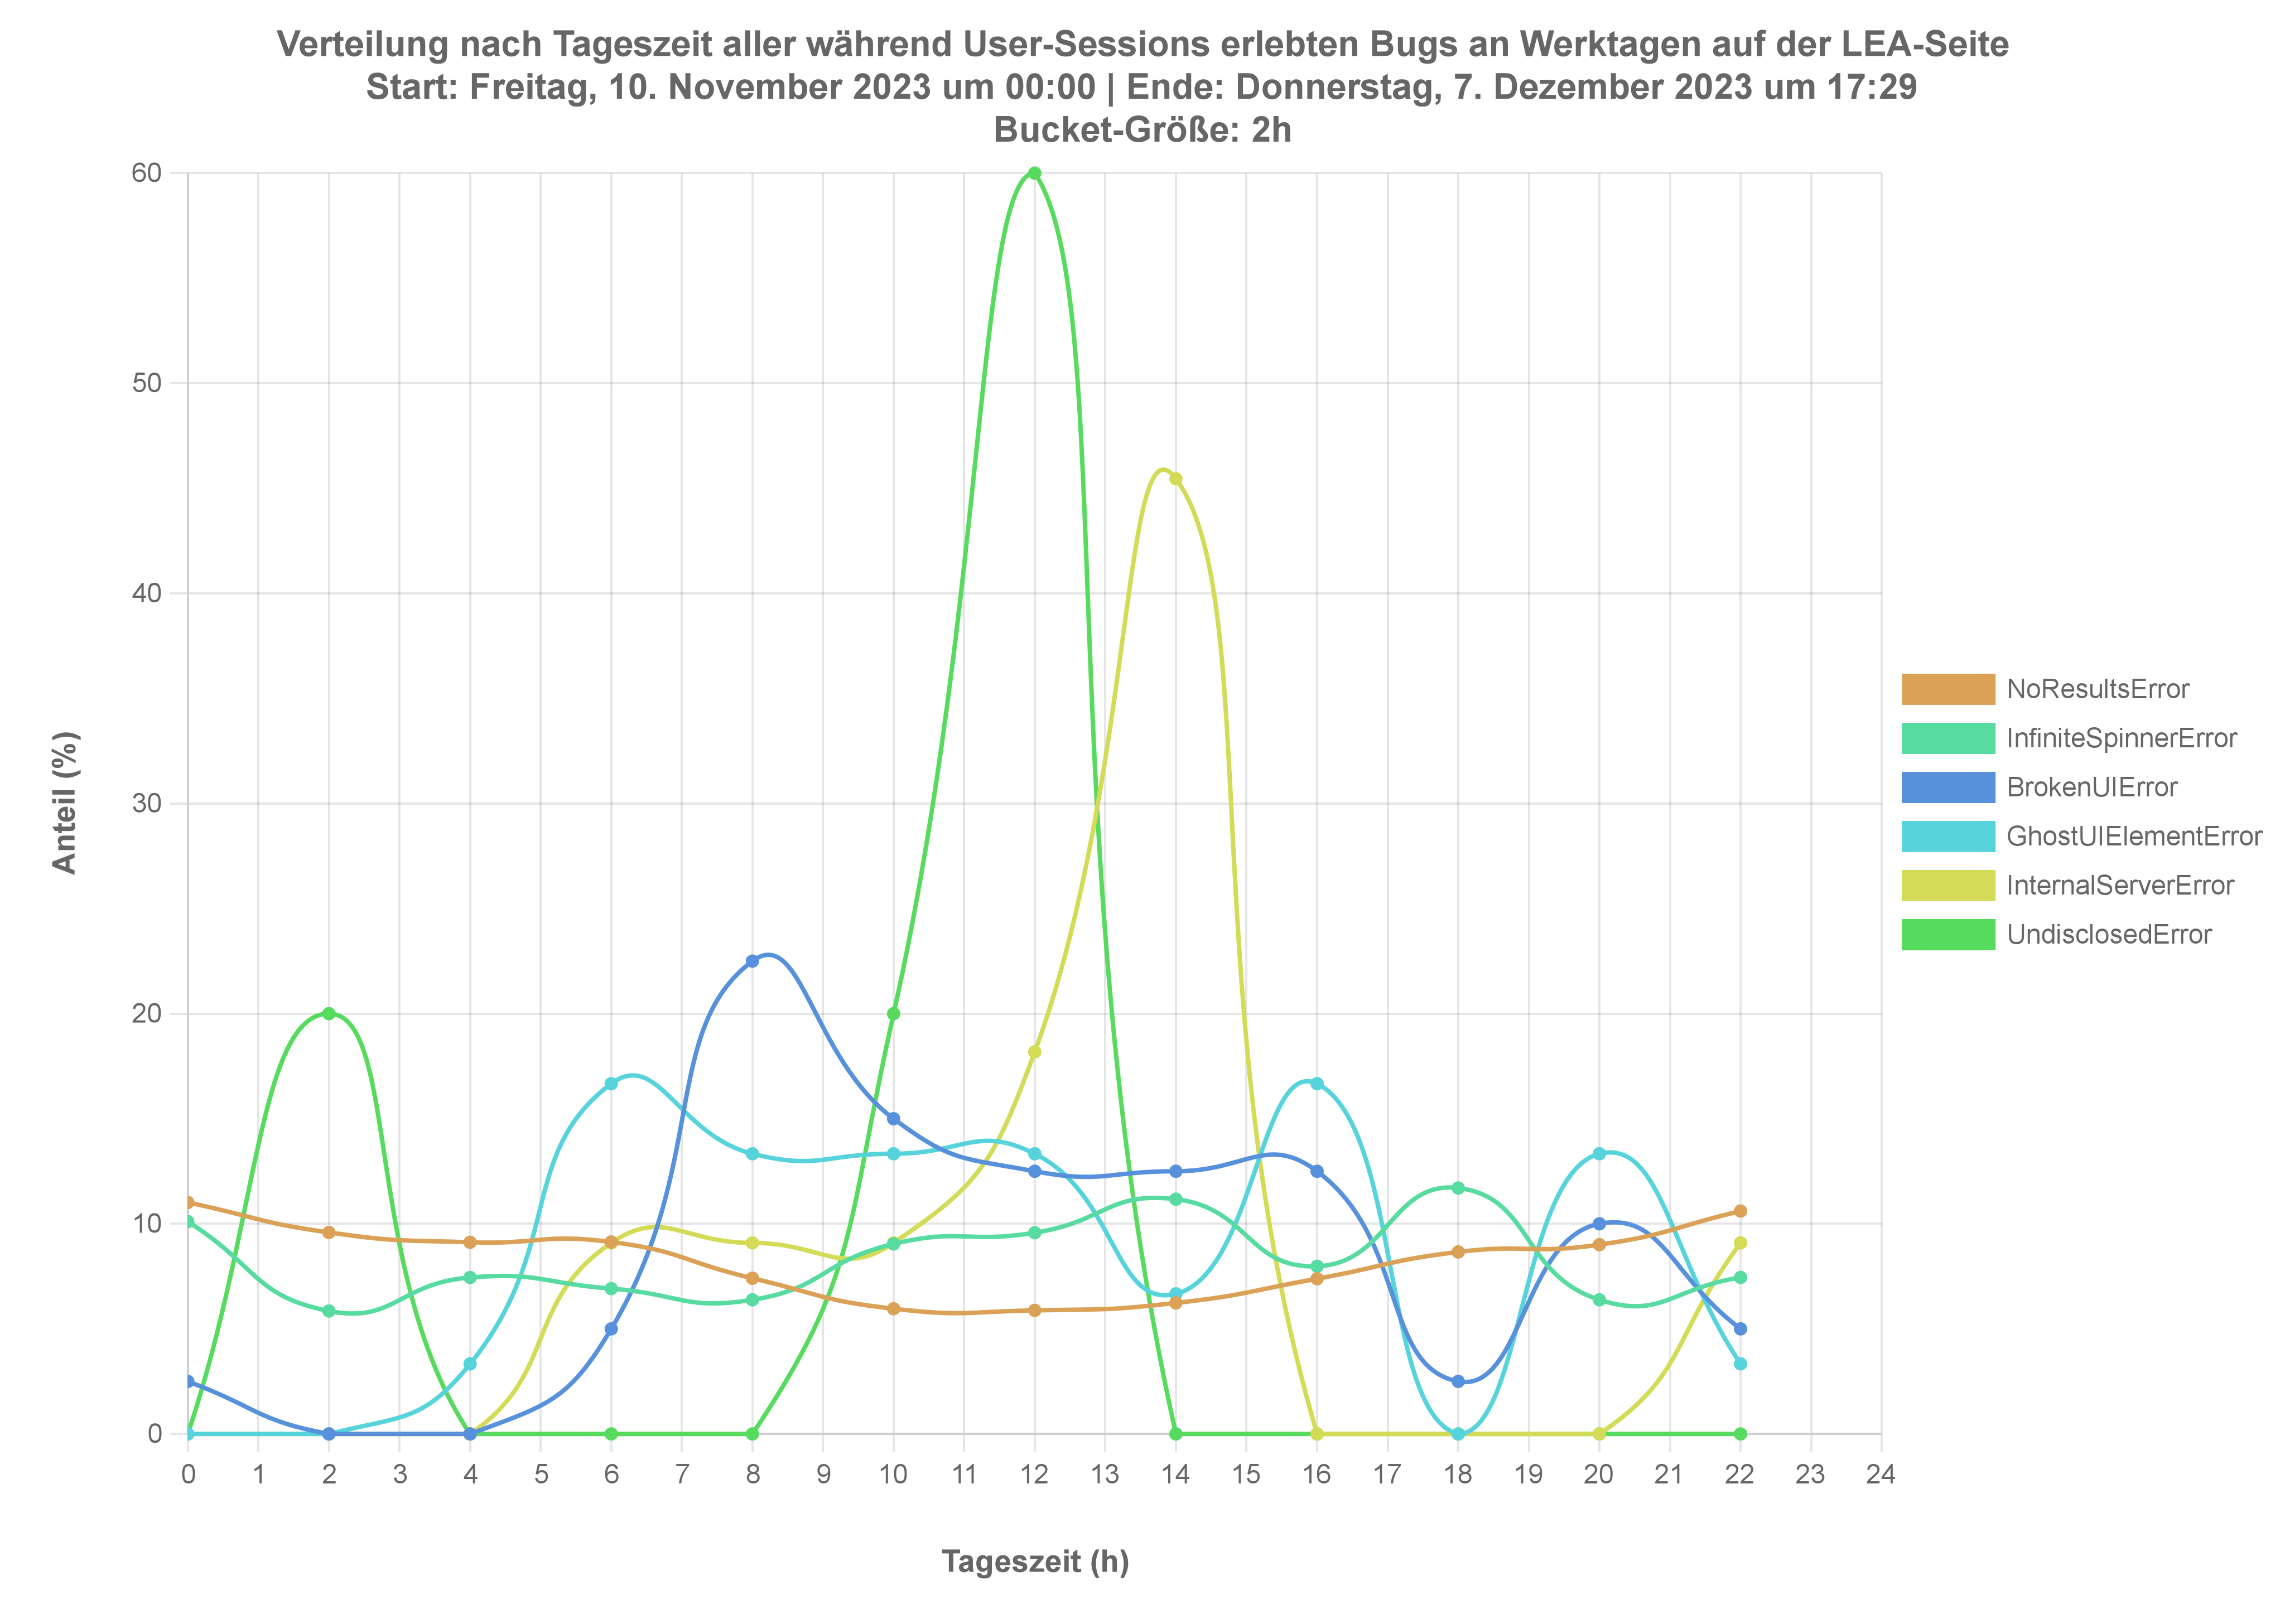 Verteilung nach Tageszeit aller während User-Sessions erlebten Bugs an Werktagen auf der LEA-Seite
Start: Freitag, 10. November 2023 um 00:00 | Ende: Donnerstag, 7. Dezember 2023 um 17:29
Bucket-Größe: 2h
60
50
40
30
20
10
0
Anteil (%)
0 1 2 3 4 5 6 7 8 9 10 11 12 13 14 15 16 17 18 19 20 21 22 23 24
Tageszeit (h)
NoResultsError
InfiniteSpinnerError
BrokenUIError
GhostUIElementError
InternalServerError
UndisclosedError